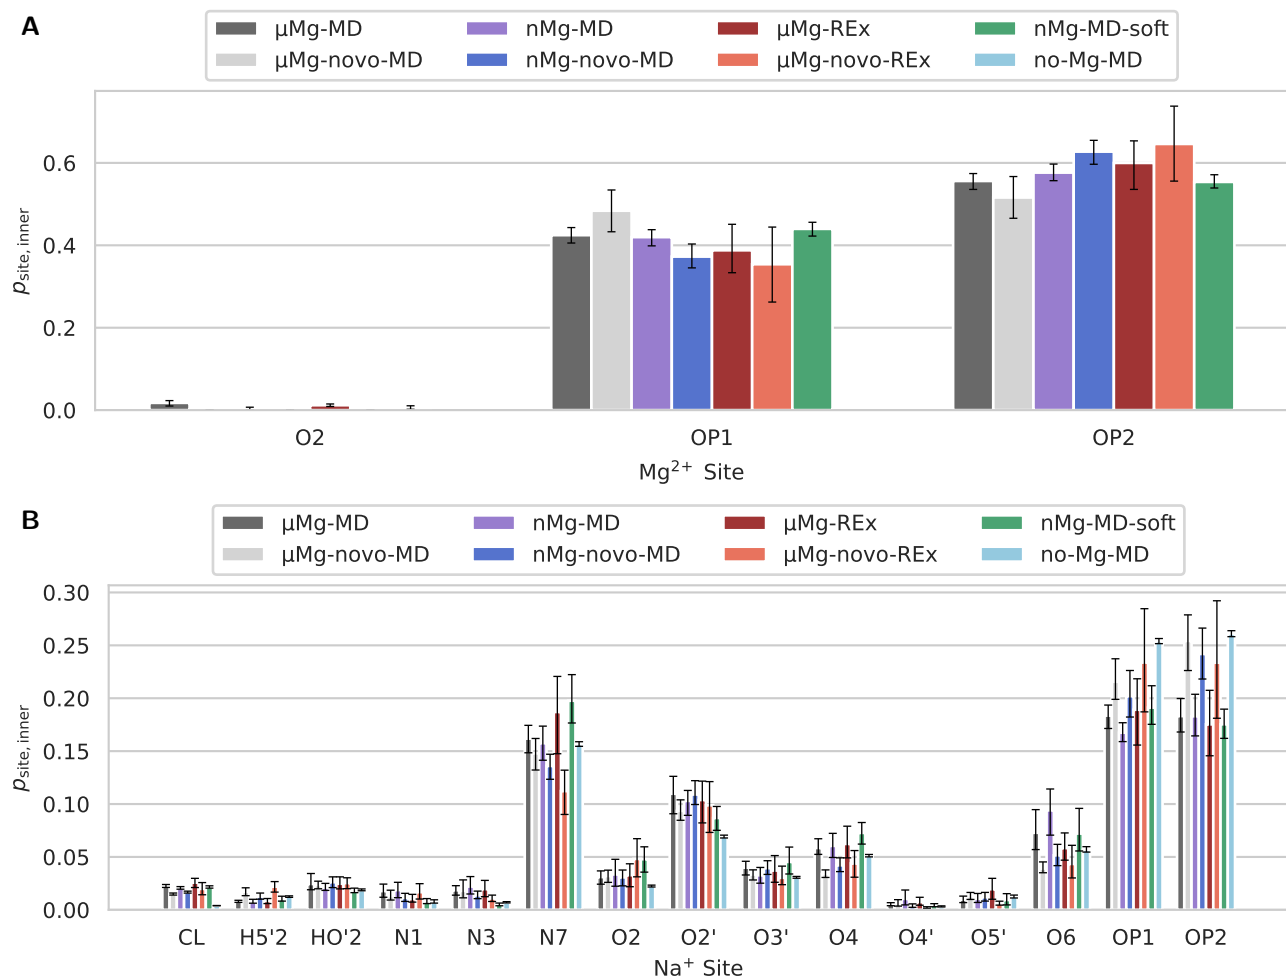 A
μMg-MD nMg-MD μMg-REx nMg-MD-soft
μMg-novo-MD nMg-novo-MD μMg-novo-REx no-Mg-MD
0.6
0.4
0.2
0.0
p_site, inner
O2 OP1 OP2
Mg²⁺ Site
B
μMg-MD nMg-MD μMg-REx nMg-MD-soft
μMg-novo-MD nMg-novo-MD μMg-novo-REx no-Mg-MD
0.30
0.25
0.20
0.15
0.10
0.05
0.00
p_site, inner
CL H5'2 HO'2 N1 N3 N7 O2 O2' O3' O4 O4' O5' O6 OP1 OP2
Na⁺ Site